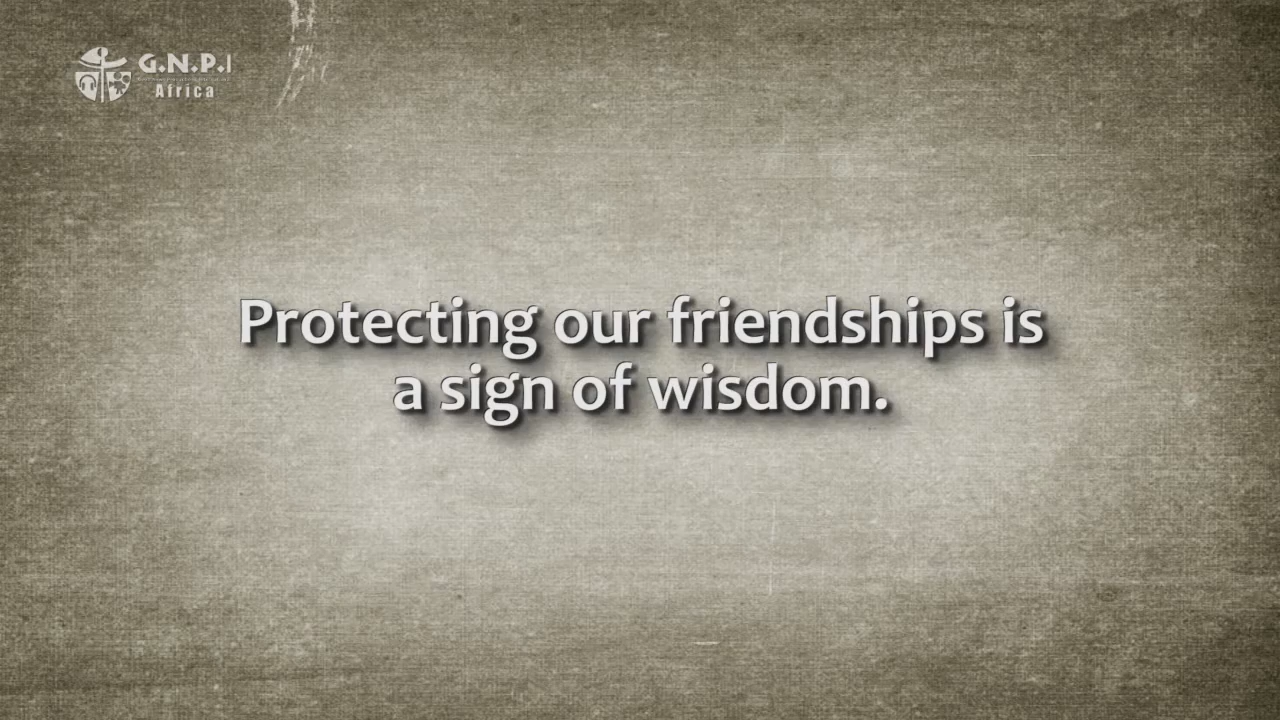 G.N.P.I
Africa
Protecting our friendships is
a sign of wisdom.